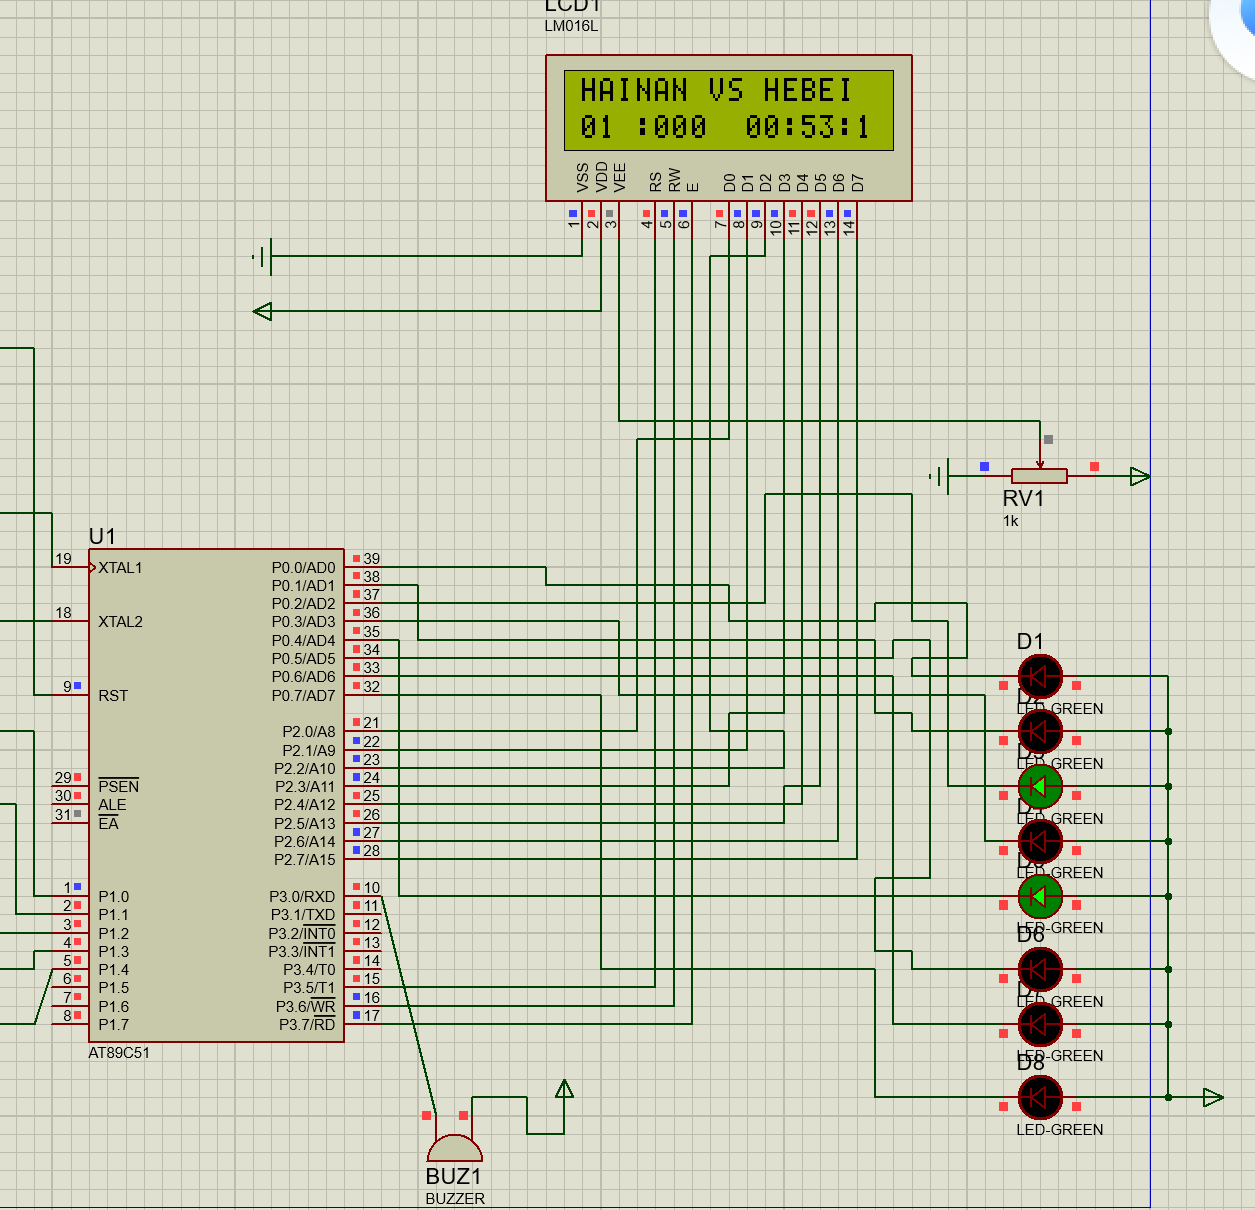 LCD1
LM016L
HAINAN VS HEBEI
01 :000 00:53:1
VSS VDD VEE RS RW E D0 D1 D2 D3 D4 D5 D6 D7
1 2 3 4 5 6 7 8 9 10 11 12 13 14
RV1
1k
U1
19 XTAL1 P0.0/AD0 39
P0.1/AD1 38
P0.2/AD2 37
18 XTAL2 P0.3/AD3 36
P0.4/AD4 35
P0.5/AD5 34
P0.6/AD6 33
9 RST P0.7/AD7 32
P2.0/A8 21
P2.1/A9 22
P2.2/A10 23
29 PSEN P2.3/A11 24
30 ALE P2.4/A12 25
31 EA P2.5/A13 26
P2.6/A14 27
P2.7/A15 28
1 P1.0 P3.0/RXD 10
2 P1.1 P3.1/TXD 11
3 P1.2 P3.2/INT0 12
4 P1.3 P3.3/INT1 13
5 P1.4 P3.4/T0 14
6 P1.5 P3.5/T1 15
7 P1.6 P3.6/WR 16
8 P1.7 P3.7/RD 17
AT89C51
D1
LED-GREEN
D2
LED-GREEN
D3
LED-GREEN
D4
LED-GREEN
D5
LED-GREEN
D6
LED-GREEN
D7
LED-GREEN
D8
LED-GREEN
BUZ1
BUZZER